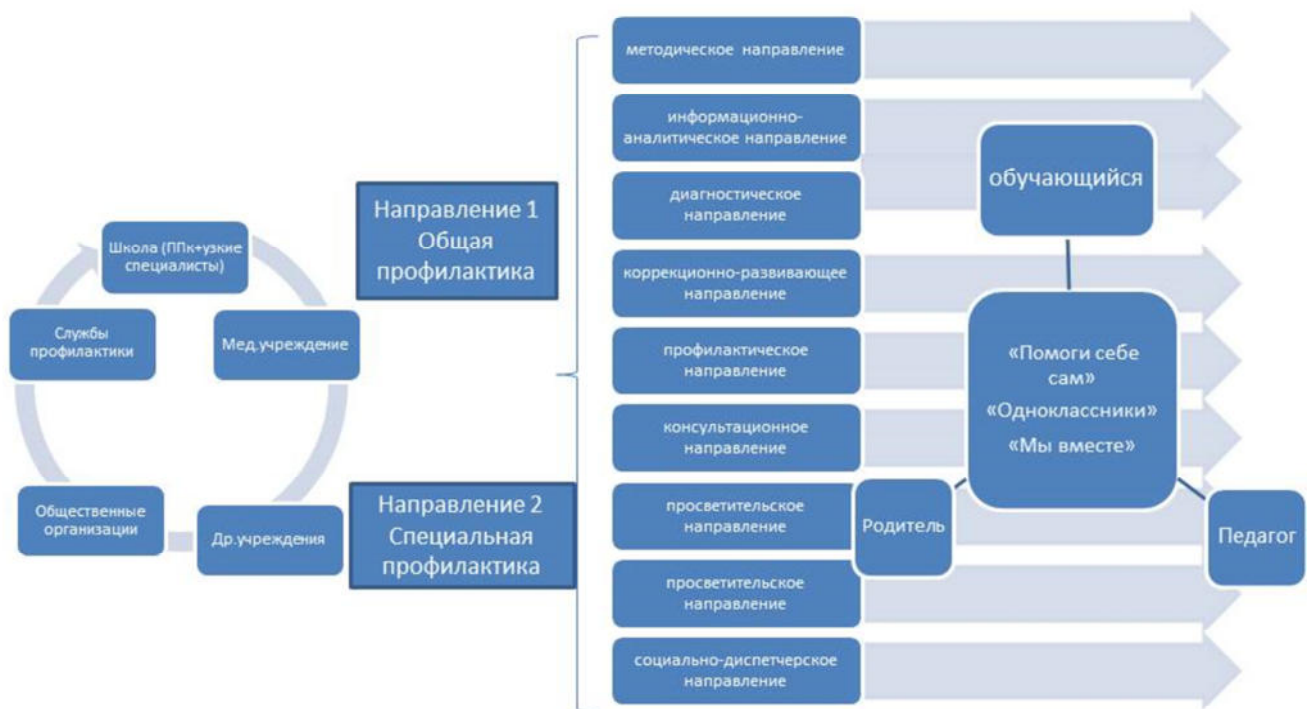 Школа (ППк+узкие
специалисты)
Мед.учреждение
Др.учреждения
Общественные
организации
Службы
профилактики
Направление 1
Общая
профилактика
Направление 2
Специальная
профилактика
методическое направление
информационно-
аналитическое направление
диагностическое
направление
коррекционно-развивающее
направление
профилактическое
направление
консультационное
направление
просветительское
направление
просветительское
направление
социально-диспетчерское
направление
обучающийся
«Помоги себе
сам»
«Одноклассники»
«Мы вместе»
Родитель
Педагог